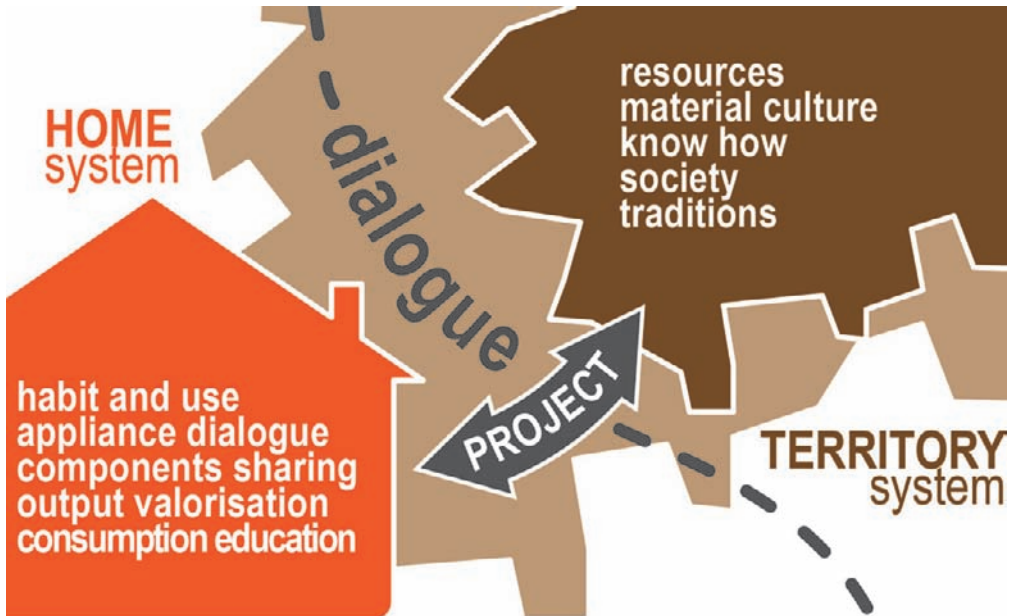 HOME
system
habit and use
appliance dialogue
components sharing
output valorisation
consumption education
dialogue
PROJECT
resources
material culture
know how
society
traditions
TERRITORY
system